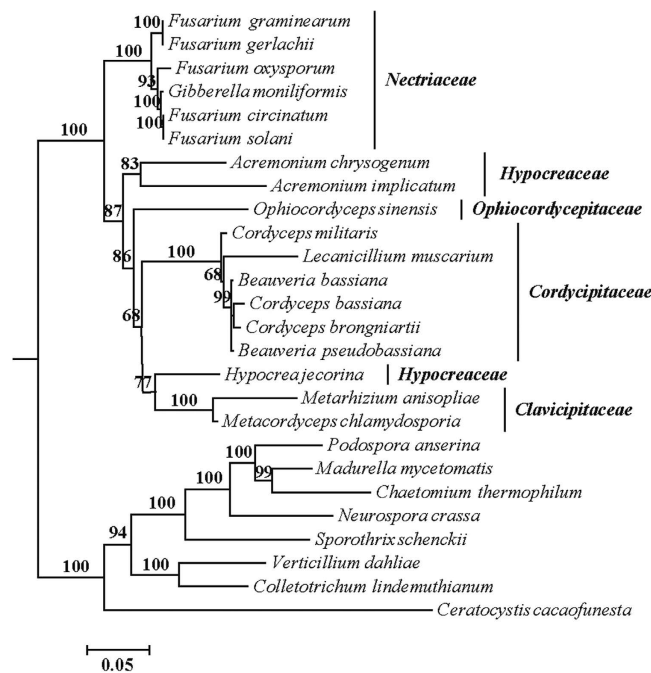 100 Fusarium graminearum
Fusarium gerlachii
100
Fusarium oxysporum
93
Nectriaceae
Gibberella moniliformis
100
Fusarium circinatum
100
100
Fusarium solani
83
Acremonium chrysogenum
Hypocreaceae
Acremonium implicatum
87
Ophiocordyceps sinensis
Ophiocordycepitaceae
Cordyceps militaris
100
86
Lecanicillium muscarium
68
Beauveria bassiana
Cordycipitaceae
99
Cordyceps bassiana
68
Cordyceps brongniartii
Beauveria pseudobassiana
77
Hypocrea jecorina
Hypocreaceae
Metarhizium anisopliae
100
Clavicipitaceae
Metacordyceps chlamydosporia
Podospora anserina
100
99
Madurella mycetomatis
100
Chaetomium thermophilum
100
Neurospora crassa
94
Sporothrix schenckii
Verticillium dahliae
100
100
Colletotrichum lindemuthianum
Ceratocystis cacaofunesta
0.05